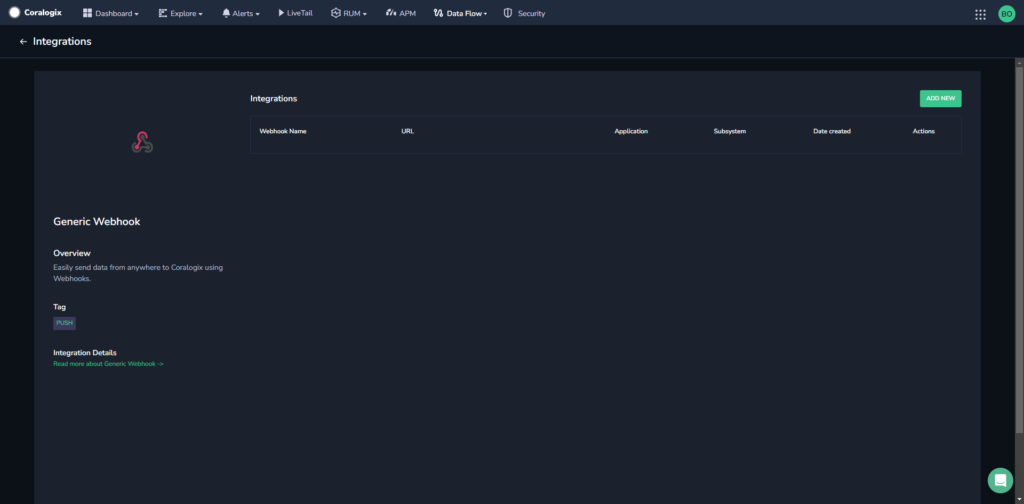 Coralogix Dashboard Explore Alerts LiveTail RUM APM Data Flow Security BO
← Integrations
Integrations ADD NEW
Webhook Name URL Application Subsystem Date created Actions
Generic Webhook
Overview
Easily send data from anywhere to Coralogix using
Webhooks.
Tag
PUSH
Integration Details
Read more about Generic Webhook ->